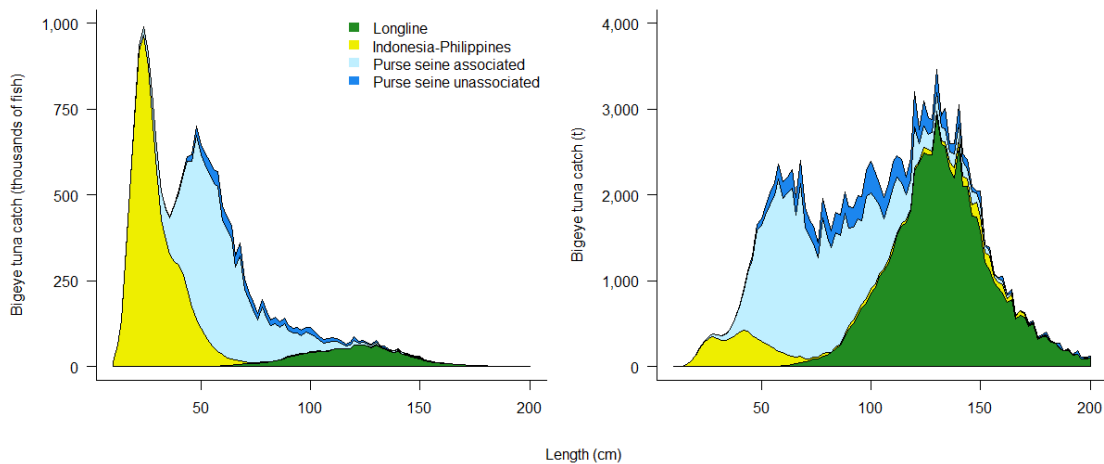 Bigeye tuna catch (thousands of fish)
1,000
750
500
250
0
50
100
150
200
Longline
Indonesia-Philippines
Purse seine associated
Purse seine unassociated
Bigeye tuna catch (t)
4,000
3,000
2,000
1,000
0
50
100
150
200
Length (cm)